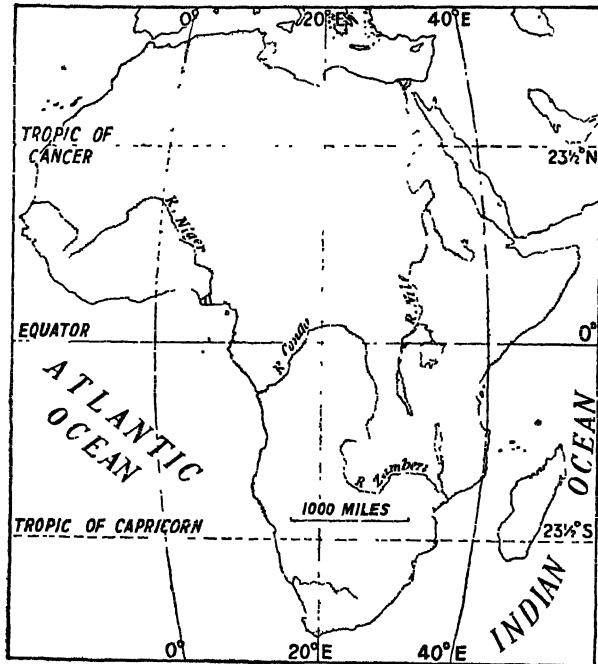 0° 20°E 40°E
TROPIC OF
CANCER
23½°N
R. Niger
R. Nile
EQUATOR
0°
R. Congo
ATLANTIC
OCEAN
R. Zambesi
1000 MILES
TROPIC OF CAPRICORN
23½°S
INDIAN
OCEAN
0° 20°E 40°E